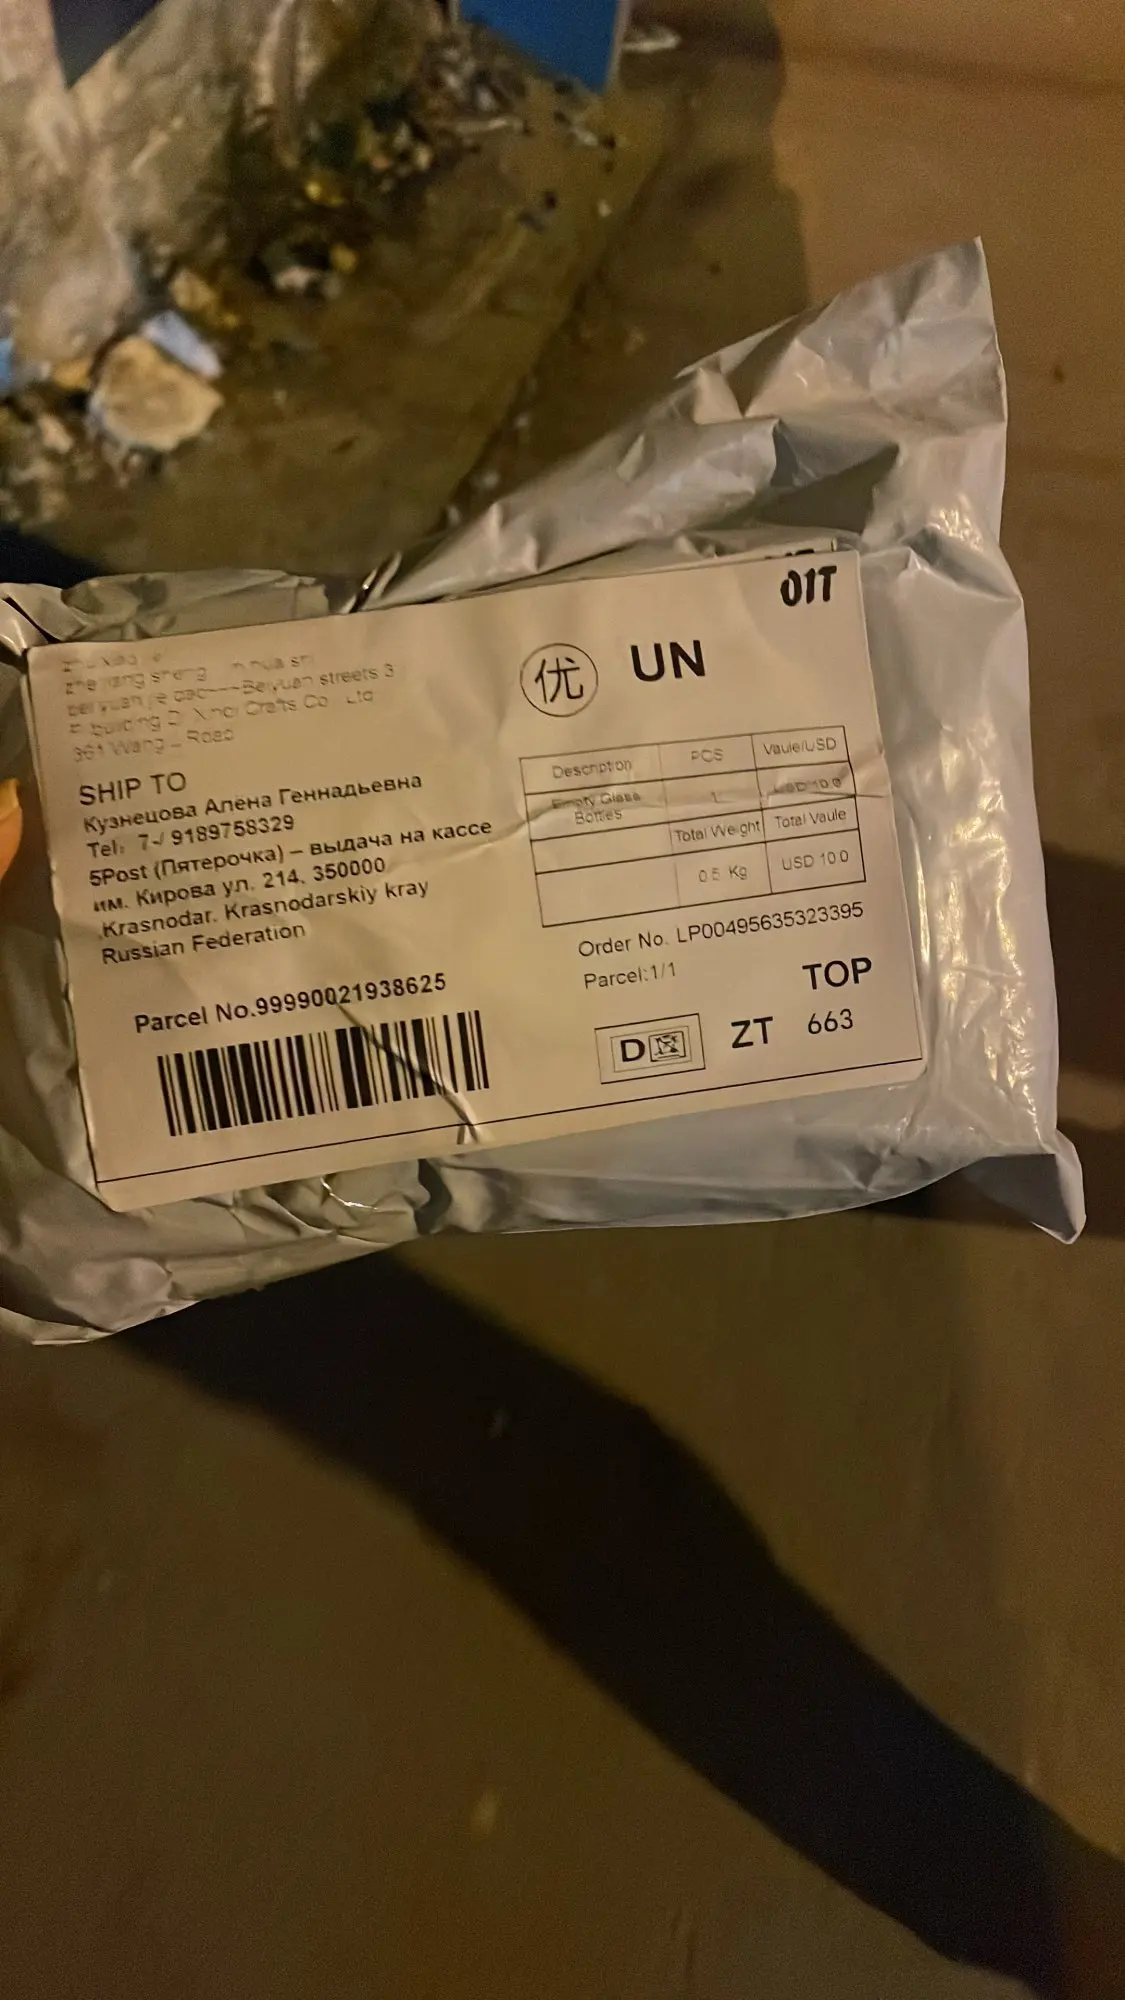 01T
优 UN
streets 3
Crafts Co
Road
SHIP TO
Кузнецова Алёна Геннадьевна
Tel: 7-/ 9189758329
5Post (Пятерочка) – выдача на кассе
им. Кирова ул. 214, 350000
,Krasnodar, Krasnodarskiy kray
Russian Federation
Parcel No.99990021938625
Description PCS Vaule/USD
Empty Glass Bottles 1 USD 10.0
Total Weight Total Vaule
0.5 Kg USD 10.0
Order No. LP00495635323395
Parcel:1/1
TOP
D ZT 663